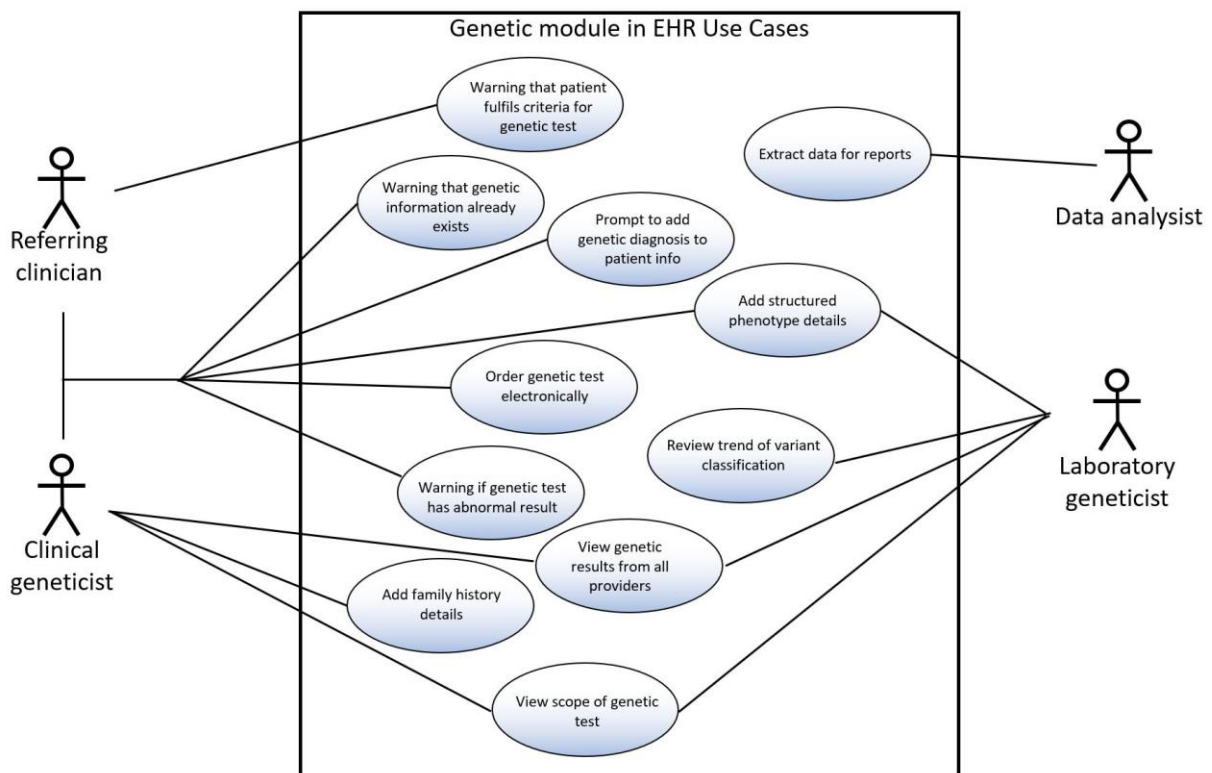 Genetic module in EHR Use Cases
Warning that patient
fulfils criteria for
genetic test
Extract data for reports
Referring
clinician
Warning that genetic
information already
exists
Prompt to add
genetic diagnosis to
patient info
Data analysist
Add structured
phenotype details
Order genetic test
electronically
Review trend of variant
classification
Laboratory
geneticist
Warning if genetic test
has abnormal result
Clinical
geneticist
View genetic
results from all
providers
Add family history
details
View scope of genetic
test